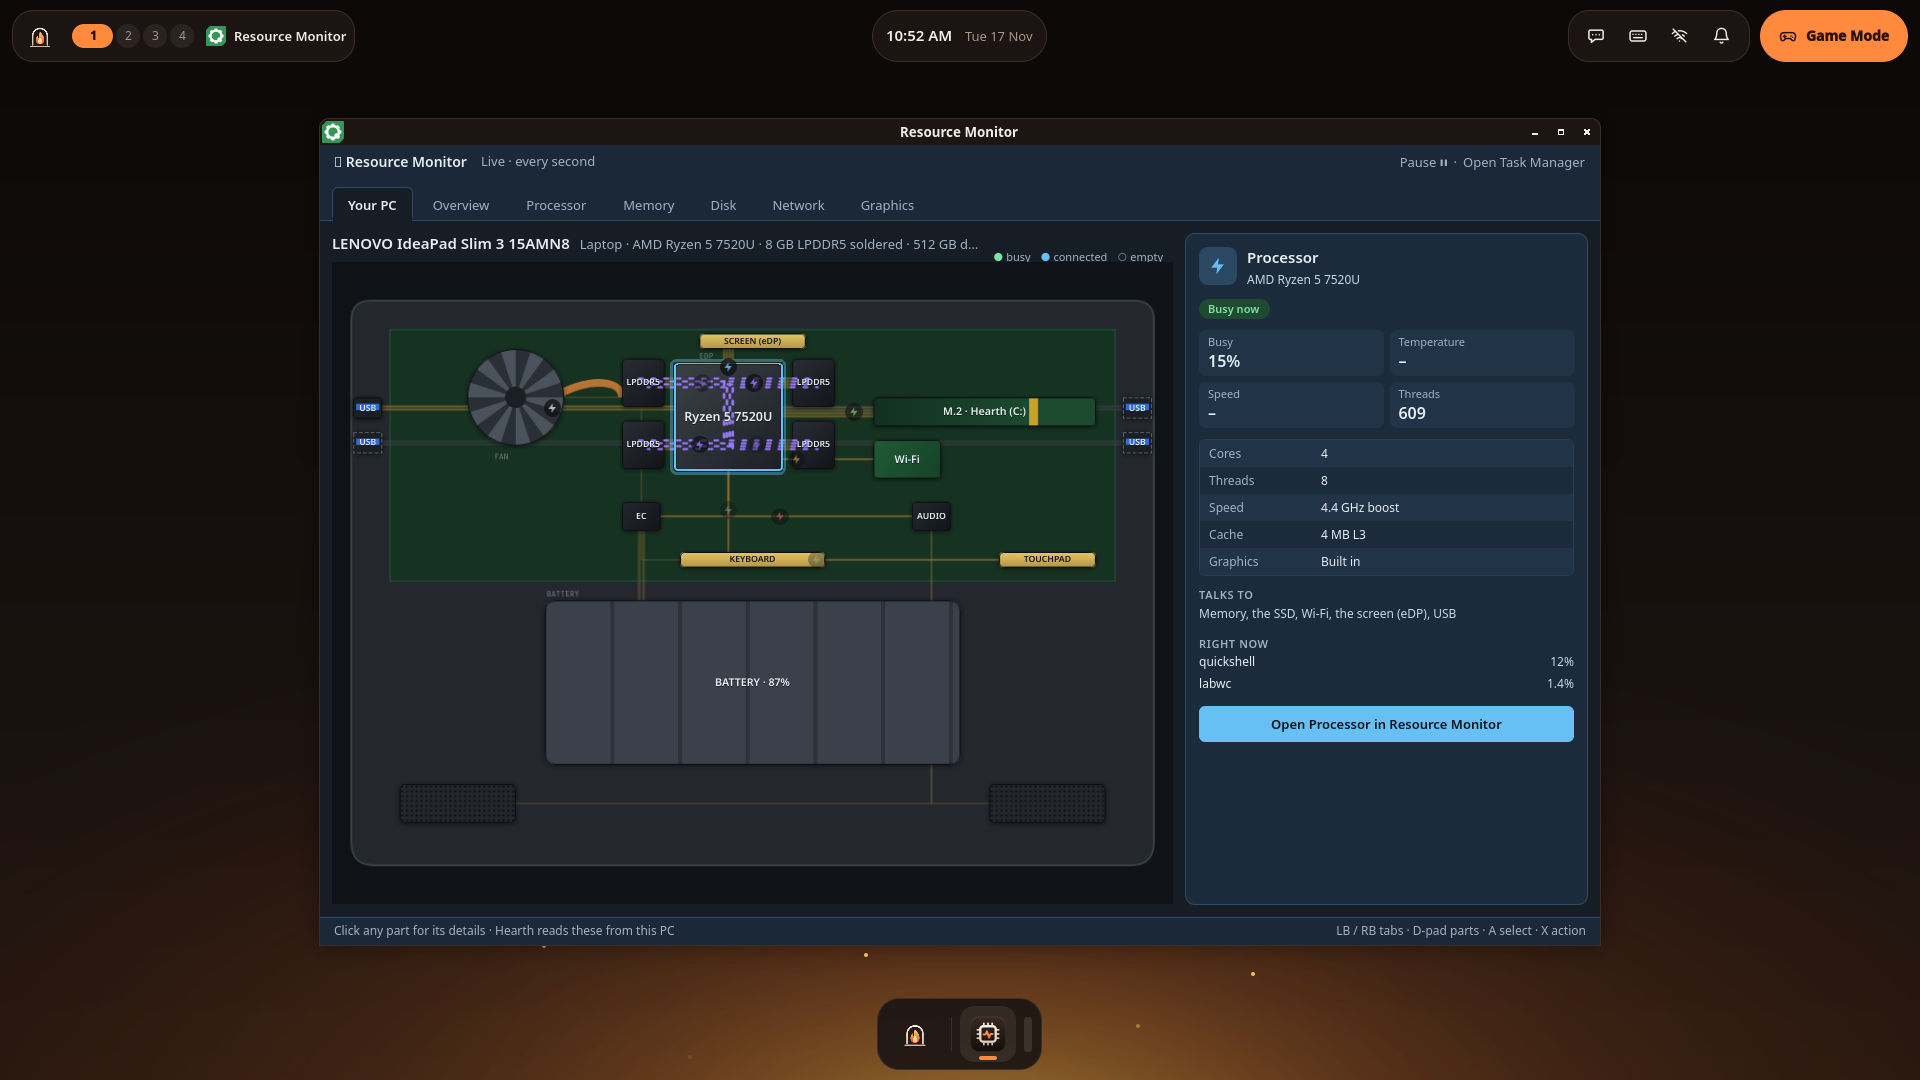 1 2 3 4 Resource Monitor
10:52 AM Tue 17 Nov
Game Mode
Resource Monitor
Resource Monitor Live · every second
Pause · Open Task Manager
Your PC Overview Processor Memory Disk Network Graphics
LENOVO IdeaPad Slim 3 15AMN8 Laptop · AMD Ryzen 5 7520U · 8 GB LPDDR5 soldered · 512 GB d...
busy connected empty
SCREEN (eDP)
EDP
LPDDR5 LPDDR5
USB USB
Ryzen 5 7520U
M.2 · Hearth (C:)
USB USB
LPDDR5 LPDDR5
FAN
Wi-Fi
EC AUDIO
KEYBOARD TOUCHPAD
BATTERY
BATTERY · 87%
Processor
AMD Ryzen 5 7520U
Busy now
Busy
15%
Temperature
–
Speed
–
Threads
609
Cores 4
Threads 8
Speed 4.4 GHz boost
Cache 4 MB L3
Graphics Built in
TALKS TO
Memory, the SSD, Wi-Fi, the screen (eDP), USB
RIGHT NOW
quickshell 12%
labwc 1.4%
Open Processor in Resource Monitor
Click any part for its details · Hearth reads these from this PC
LB / RB tabs · D-pad parts · A select · X action